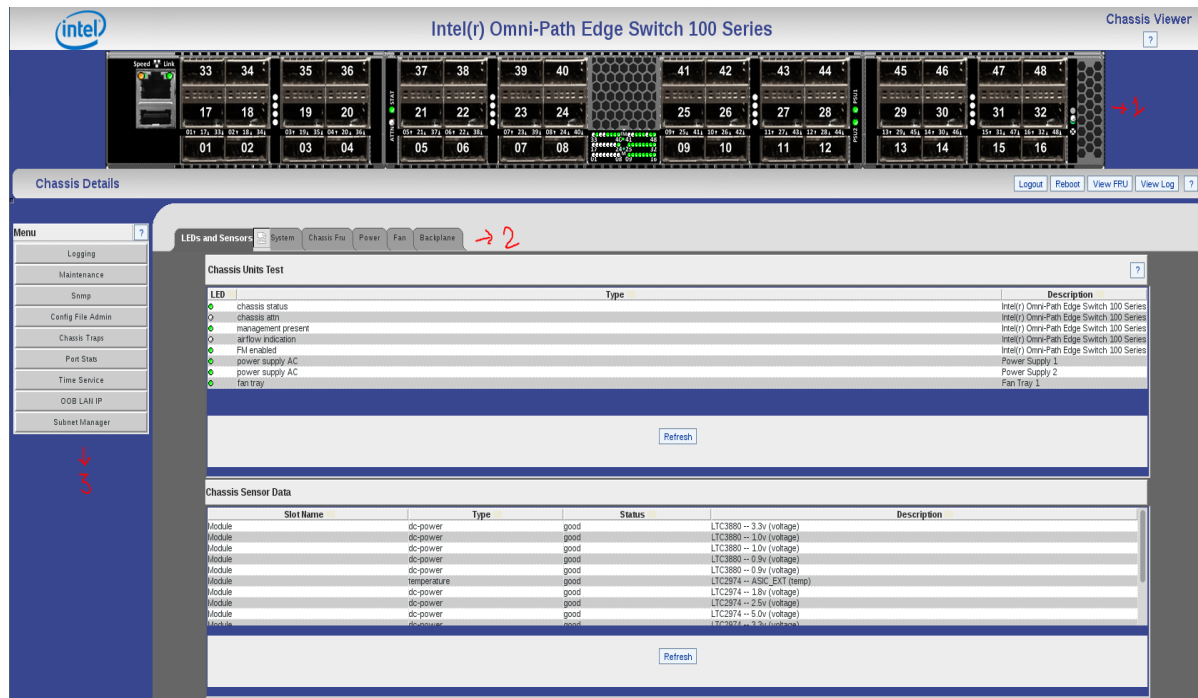 intel
Intel(r) Omni-Path Edge Switch 100 Series
Chassis Viewer
?
Speed Link
33 34 35 36 37 38 39 40 41 42 43 44 45 46 47 48
→ 1
STAT
PSU1
17 18 19 20 21 22 23 24 25 26 27 28 29 30 31 32
ATTN
PSU2
01 02 03 04 05 06 07 08 09 10 11 12 13 14 15 16
Chassis Details
Logout Reboot View FRU View Log ?
Menu ?
Logging
Maintenance
Snmp
Config File Admin
Chassis Traps
Port Stats
Time Service
OOB LAN IP
Subnet Manager
↓
3
LEDs and Sensors System Chassis Fru Power Fan Backplane → 2
Chassis Units Test ?
LED Type Description
chassis status Intel(r) Omni-Path Edge Switch 100 Series
chassis attn Intel(r) Omni-Path Edge Switch 100 Series
management present Intel(r) Omni-Path Edge Switch 100 Series
airflow indication Intel(r) Omni-Path Edge Switch 100 Series
FM enabled Intel(r) Omni-Path Edge Switch 100 Series
power supply AC Power Supply 1
power supply AC Power Supply 2
fan tray Fan Tray 1
Refresh
Chassis Sensor Data
Slot Name Type Status Description
Module dc-power good LTC3880 -- 3.3v (voltage)
Module dc-power good LTC3880 -- 1.0v (voltage)
Module dc-power good LTC3880 -- 1.0v (voltage)
Module dc-power good LTC3880 -- 0.9v (voltage)
Module dc-power good LTC3880 -- 0.9v (voltage)
Module temperature good LTC2974 -- ASIC_EXT (temp)
Module dc-power good LTC2974 -- 1.8v (voltage)
Module dc-power good LTC2974 -- 2.5v (voltage)
Module dc-power good LTC2974 -- 5.0v (voltage)
Module dc-power good LTC2974 -- 3.3v (voltage)
Refresh